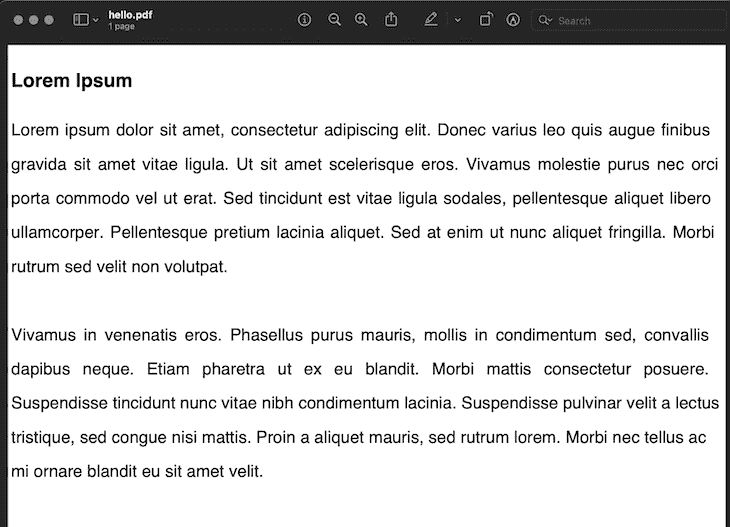 hello.pdf
1 page
Search
Lorem Ipsum
Lorem ipsum dolor sit amet, consectetur adipiscing elit. Donec varius leo quis augue finibus
gravida sit amet vitae ligula. Ut sit amet scelerisque eros. Vivamus molestie purus nec orci
porta commodo vel ut erat. Sed tincidunt est vitae ligula sodales, pellentesque aliquet libero
ullamcorper. Pellentesque pretium lacinia aliquet. Sed at enim ut nunc aliquet fringilla. Morbi
rutrum sed velit non volutpat.
Vivamus in venenatis eros. Phasellus purus mauris, mollis in condimentum sed, convallis
dapibus neque. Etiam pharetra ut ex eu blandit. Morbi mattis consectetur posuere.
Suspendisse tincidunt nunc vitae nibh condimentum lacinia. Suspendisse pulvinar velit a lectus
tristique, sed congue nisi mattis. Proin a aliquet mauris, sed rutrum lorem. Morbi nec tellus ac
mi ornare blandit eu sit amet velit.